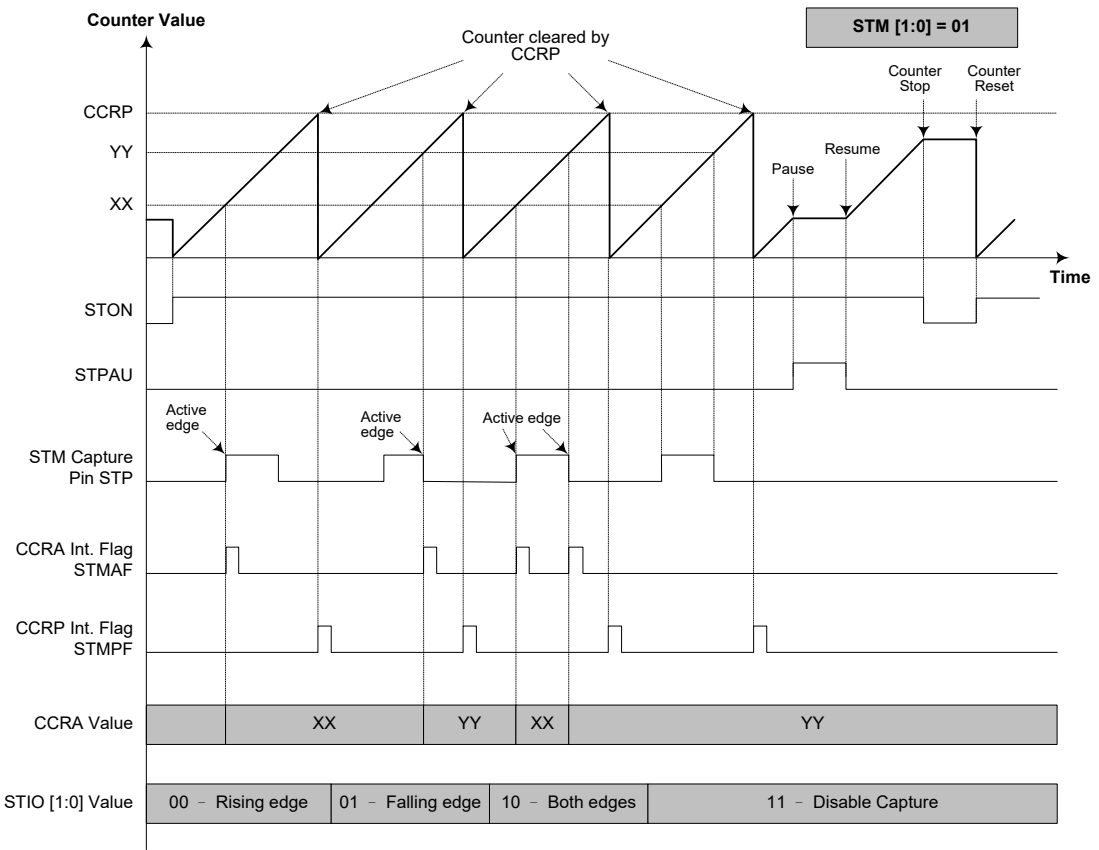 Counter Value
STM [1:0] = 01
Counter cleared by
CCRP
Counter
Stop
Counter
Reset
CCRP
YY
Resume
Pause
XX
Time
STON
STPAU
Active
edge
Active
edge
Active edge
STM Capture
Pin STP
CCRA Int. Flag
STMAF
CCRP Int. Flag
STMPF
CCRA Value XX YY XX YY
STIO [1:0] Value 00 – Rising edge 01 – Falling edge 10 – Both edges 11 – Disable Capture